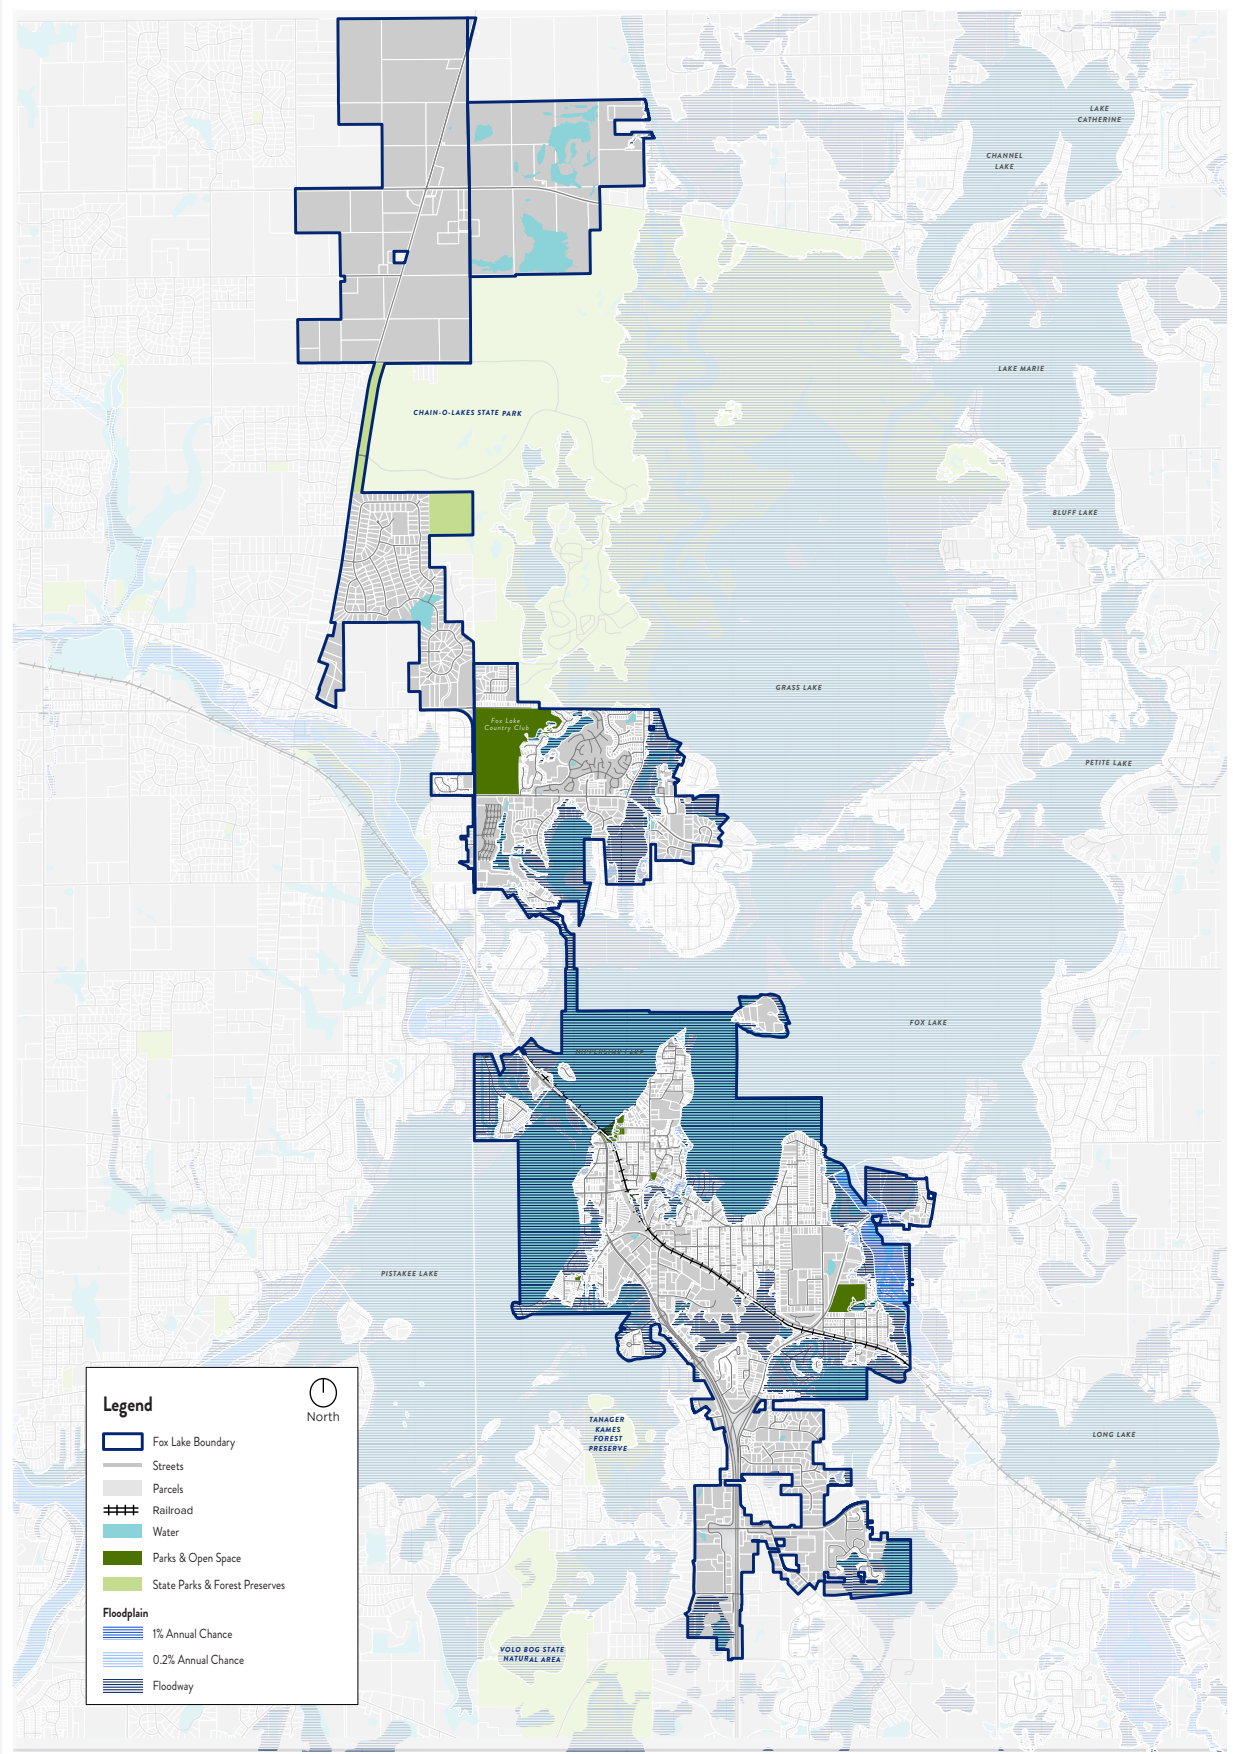 LAKE
CATHERINE
CHANNEL
LAKE
LAKE MARIE
CHAIN-O-LAKES STATE PARK
BLUFF LAKE
GRASS LAKE
Fox Lake
Country Club
PETITE LAKE
FOX LAKE
NIPPERSINK LAKE
PISTAKEE LAKE
TANAGER
KAMES
FOREST
PRESERVE
LONG LAKE
VOLO BOG STATE
NATURAL AREA
Legend
North
Fox Lake Boundary
Streets
Parcels
Railroad
Water
Parks & Open Space
State Parks & Forest Preserves
Floodplain
1% Annual Chance
0.2% Annual Chance
Floodway